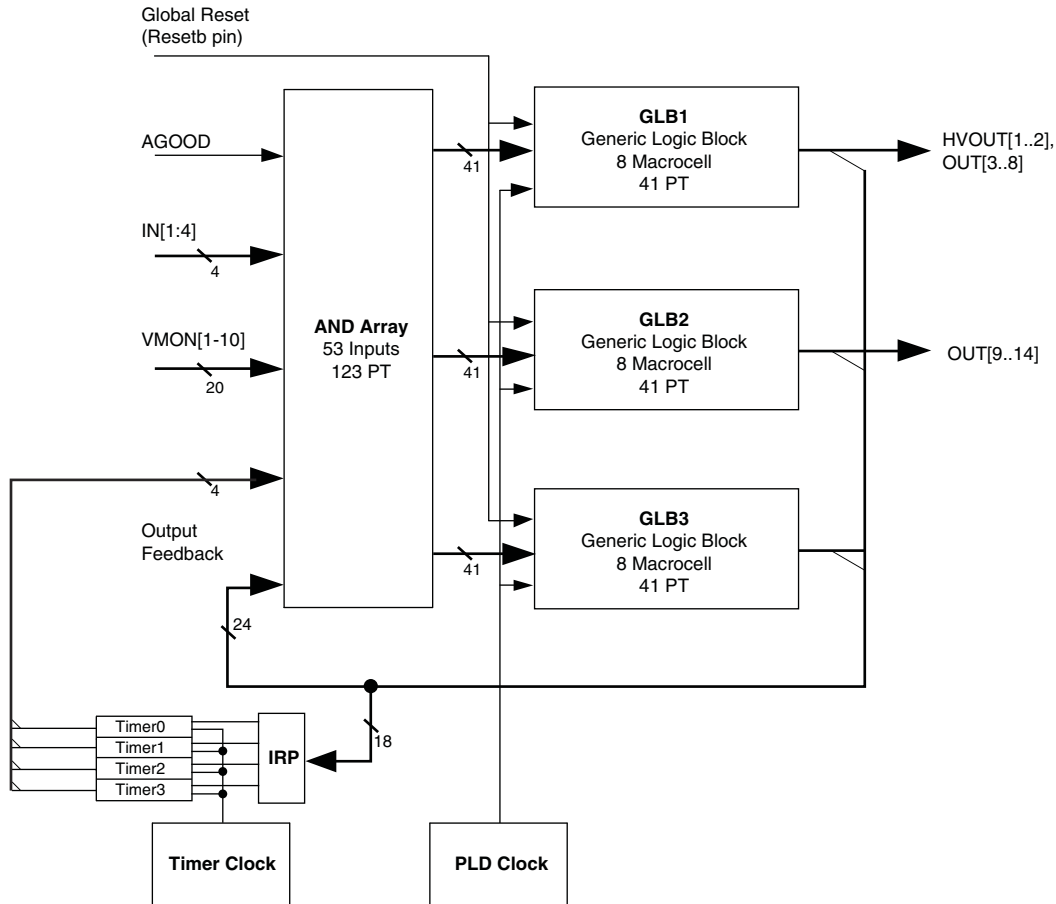 Global Reset
(Resetb pin)
AGOOD
IN[1:4]
4
VMON[1-10]
20
4
Output
Feedback
24
AND Array
53 Inputs
123 PT
41
41
41
GLB1
Generic Logic Block
8 Macrocell
41 PT
HVOUT[1..2],
OUT[3..8]
GLB2
Generic Logic Block
8 Macrocell
41 PT
OUT[9..14]
GLB3
Generic Logic Block
8 Macrocell
41 PT
18
Timer0
Timer1
Timer2
Timer3
IRP
Timer Clock
PLD Clock